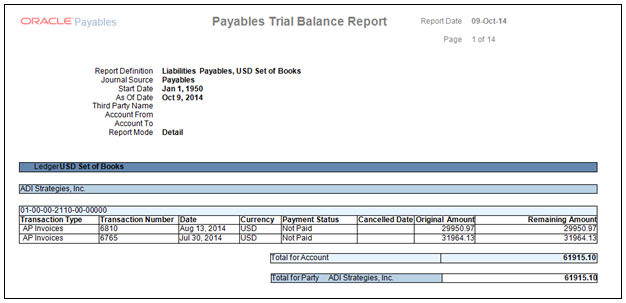 ORACLE Payables Payables Trial Balance Report Report Date 09-Oct-14
Page 1 of 14
Report Definition Liabilities Payables, USD Set of Books
Journal Source Payables
Start Date Jan 1, 1950
As Of Date Oct 9, 2014
Third Party Name
Account From
Account To
Report Mode Detail
LedgerUSD Set of Books
ADI Strategies, Inc.
01-00-00-2110-00-00000
Transaction Type Transaction Number Date Currency Payment Status Cancelled Date Original Amount Remaining Amount
AP Invoices 6810 Aug 13, 2014 USD Not Paid 29950.97 29950.97
AP Invoices 6765 Jul 30, 2014 USD Not Paid 31964.13 31964.13
Total for Account 61915.10
Total for Party ADI Strategies, Inc. 61915.10